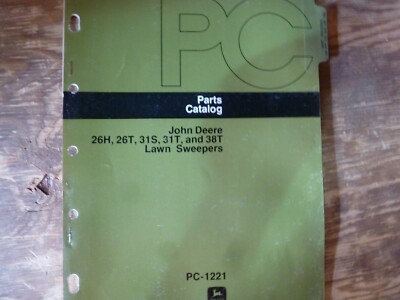 PC
Parts
Catalog
John Deere
26H, 26T, 31S, 31T, and 38T
Lawn Sweepers
PC-1221